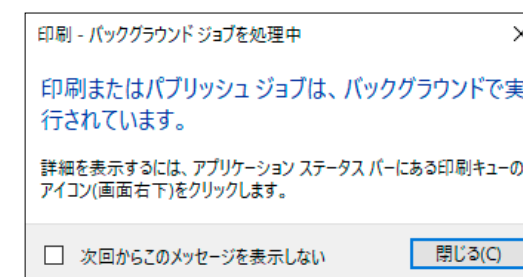 印刷 - バックグラウンド ジョブを処理中
印刷またはパブリッシュ ジョブは、バックグラウンドで実
行されています。
詳細を表示するには、アプリケーション ステータス バーにある印刷キューの
アイコン(画面右下)をクリックします。
次回からこのメッセージを表示しない
閉じる(C)